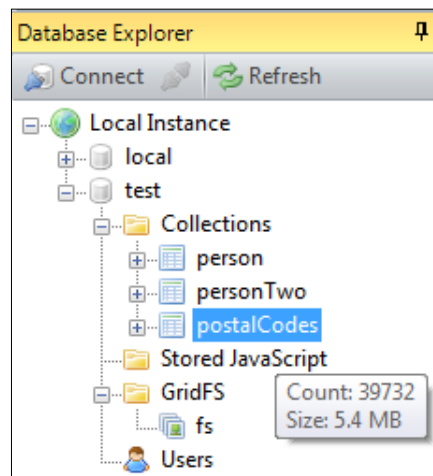 Database Explorer
Connect Refresh
Local Instance
local
test
Collections
person
personTwo
postalCodes
Stored JavaScript
GridFS
Count: 39732
Size: 5.4 MB
fs
Users